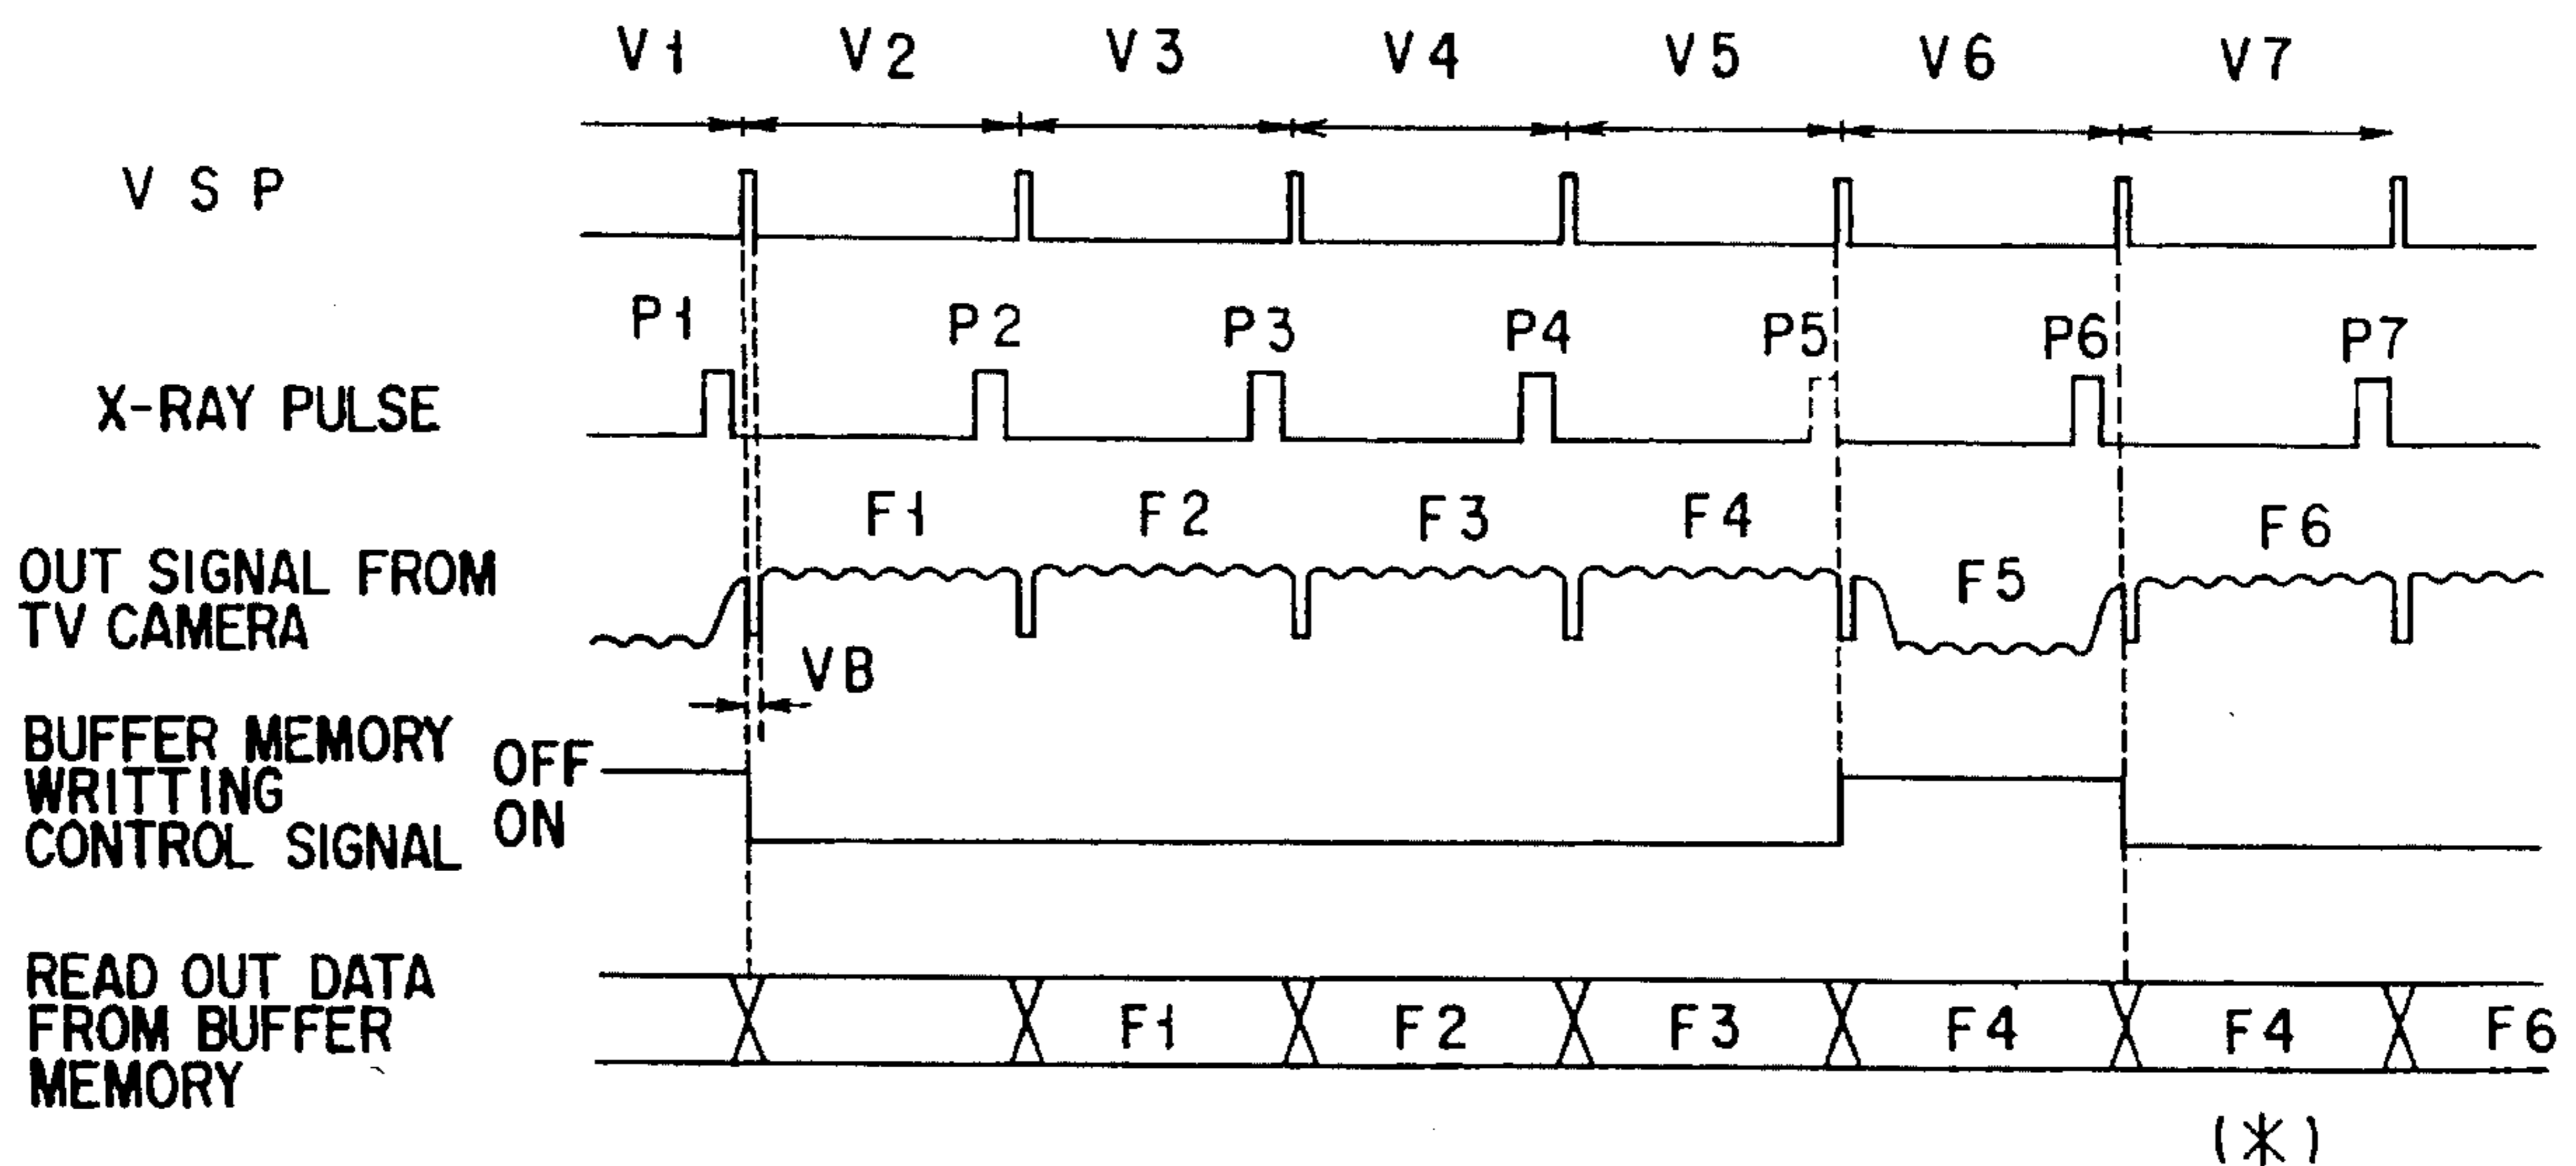 V1 V2 V3 V4 V5 V6 V7
V S P
P1 P2 P3 P4 P5 P6 P7
X-RAY PULSE
F1 F2 F3 F4 F5 F6
OUT SIGNAL FROM
TV CAMERA
VB
BUFFER MEMORY
WRITTING
CONTROL SIGNAL
OFF
ON
READ OUT DATA
FROM BUFFER
MEMORY
F1 F2 F3 F4 F4 F6
(*)